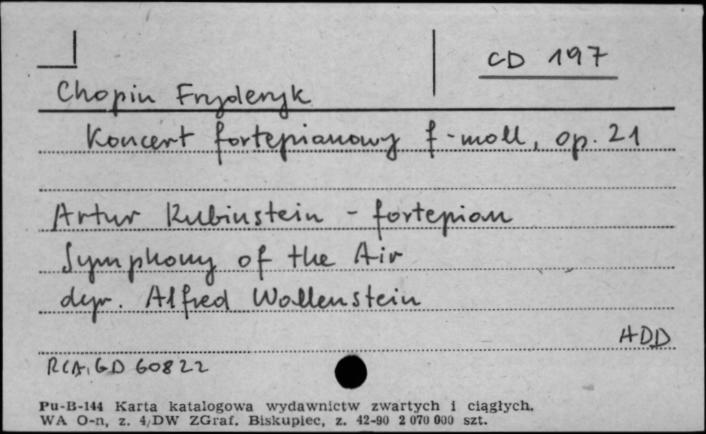 CD 197
Chopin Fryderyk
Koncert fortepianowy f-moll, op. 21
Artur Rubinstein - fortepian
Symphony of the Air
dyr. Alfred Wallenstein
ADD
RCA, GD 60822
Pu-B-144 Karta katalogowa wydawnictw zwartych i ciągłych.
WA O-n, z. 4/DW ZGraf. Biskupiec, z. 42-90 2 070 000 szt.